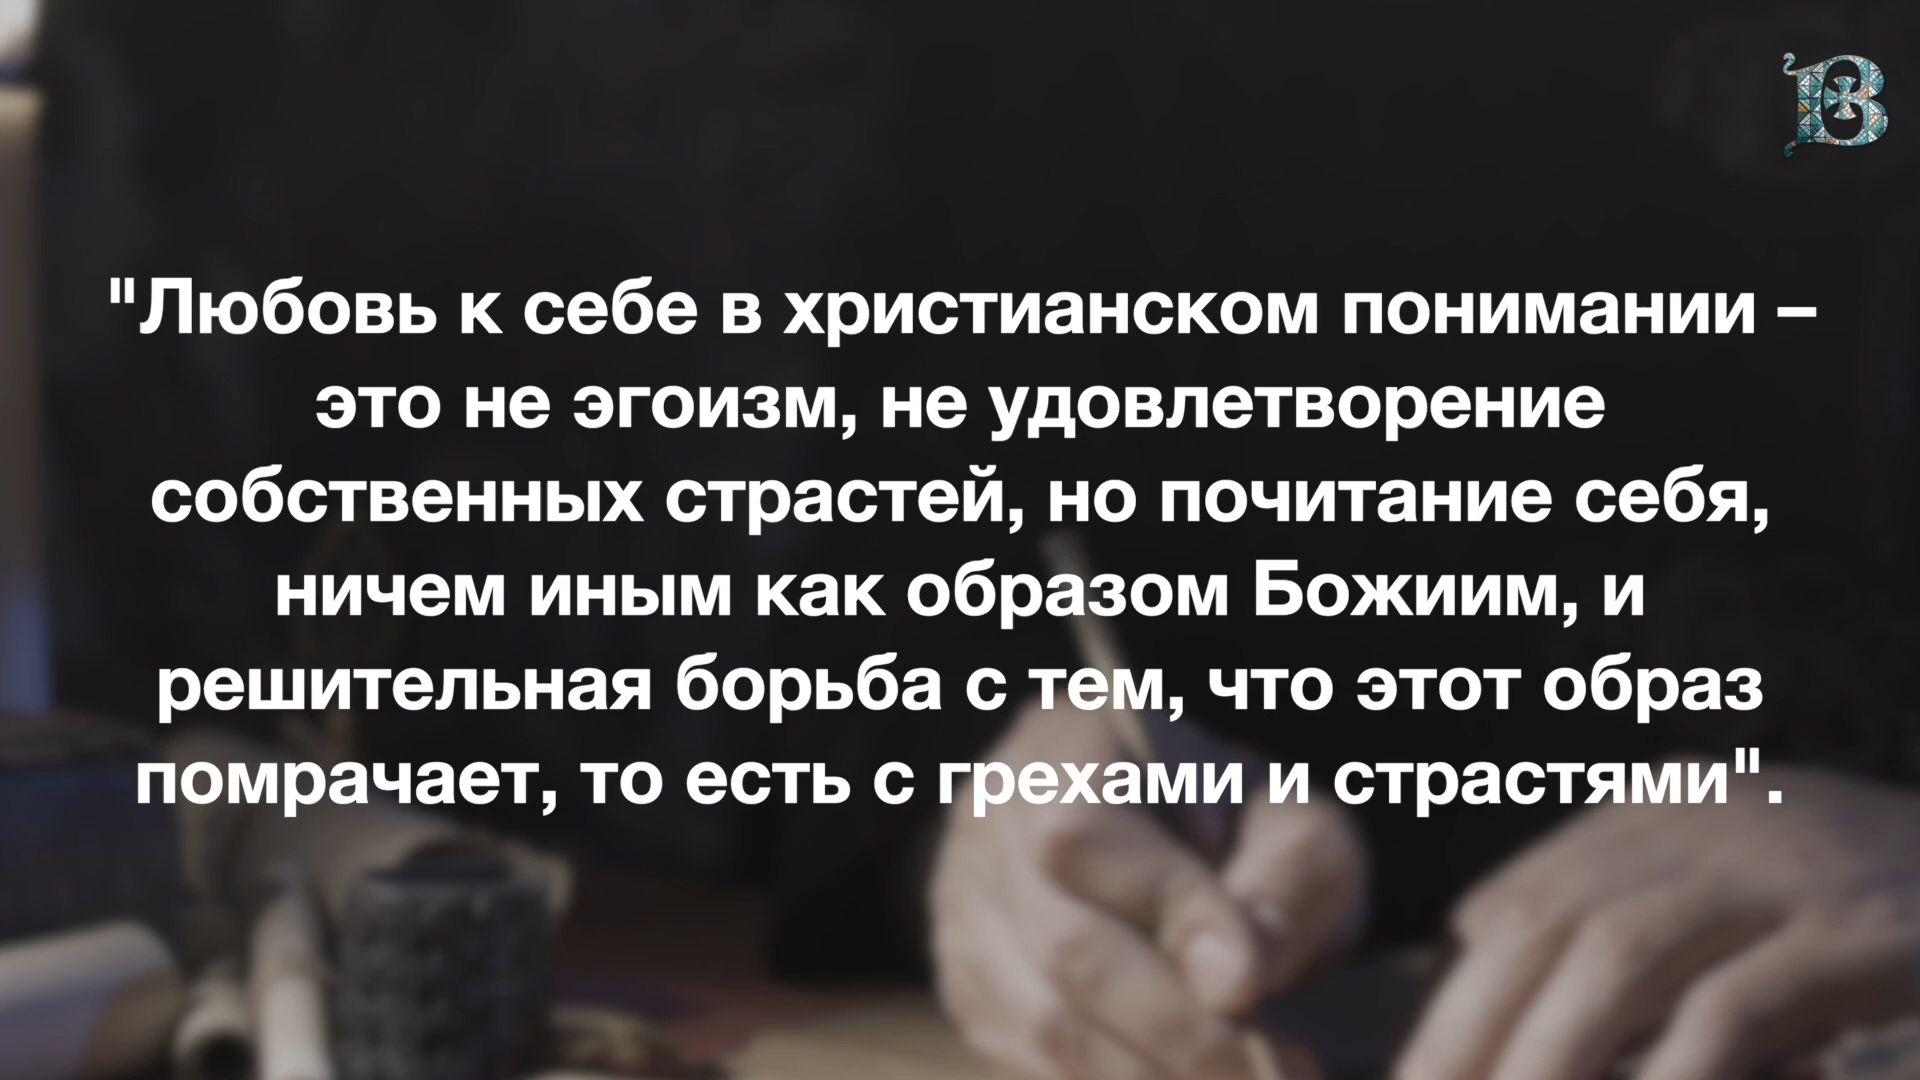 "Любовь к себе в христианском понимании –
это не эгоизм, не удовлетворение
собственных страстей, но почитание себя,
ничем иным как образом Божиим, и
решительная борьба с тем, что этот образ
помрачает, то есть с грехами и страстями".